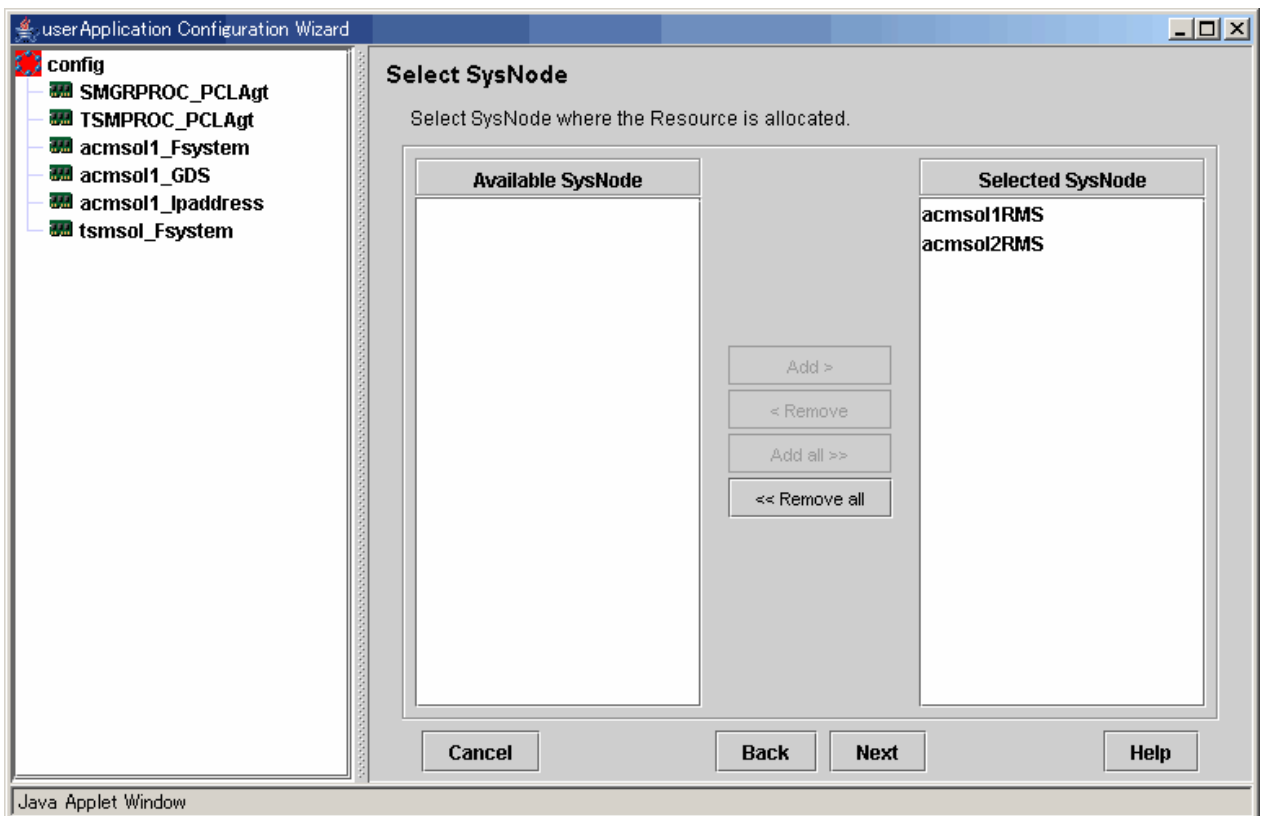 userApplication Configuration Wizard
config
SMGRPROC_PCLAgt
TSMPROC_PCLAgt
acmsol1_Fsystem
acmsol1_GDS
acmsol1_Ipaddress
tsmsol_Fsystem
Select SysNode
Select SysNode where the Resource is allocated.
Available SysNode
Selected SysNode
acmsol1RMS
acmsol2RMS
Add >
< Remove
Add all >>
<< Remove all
Cancel
Back
Next
Help
Java Applet Window